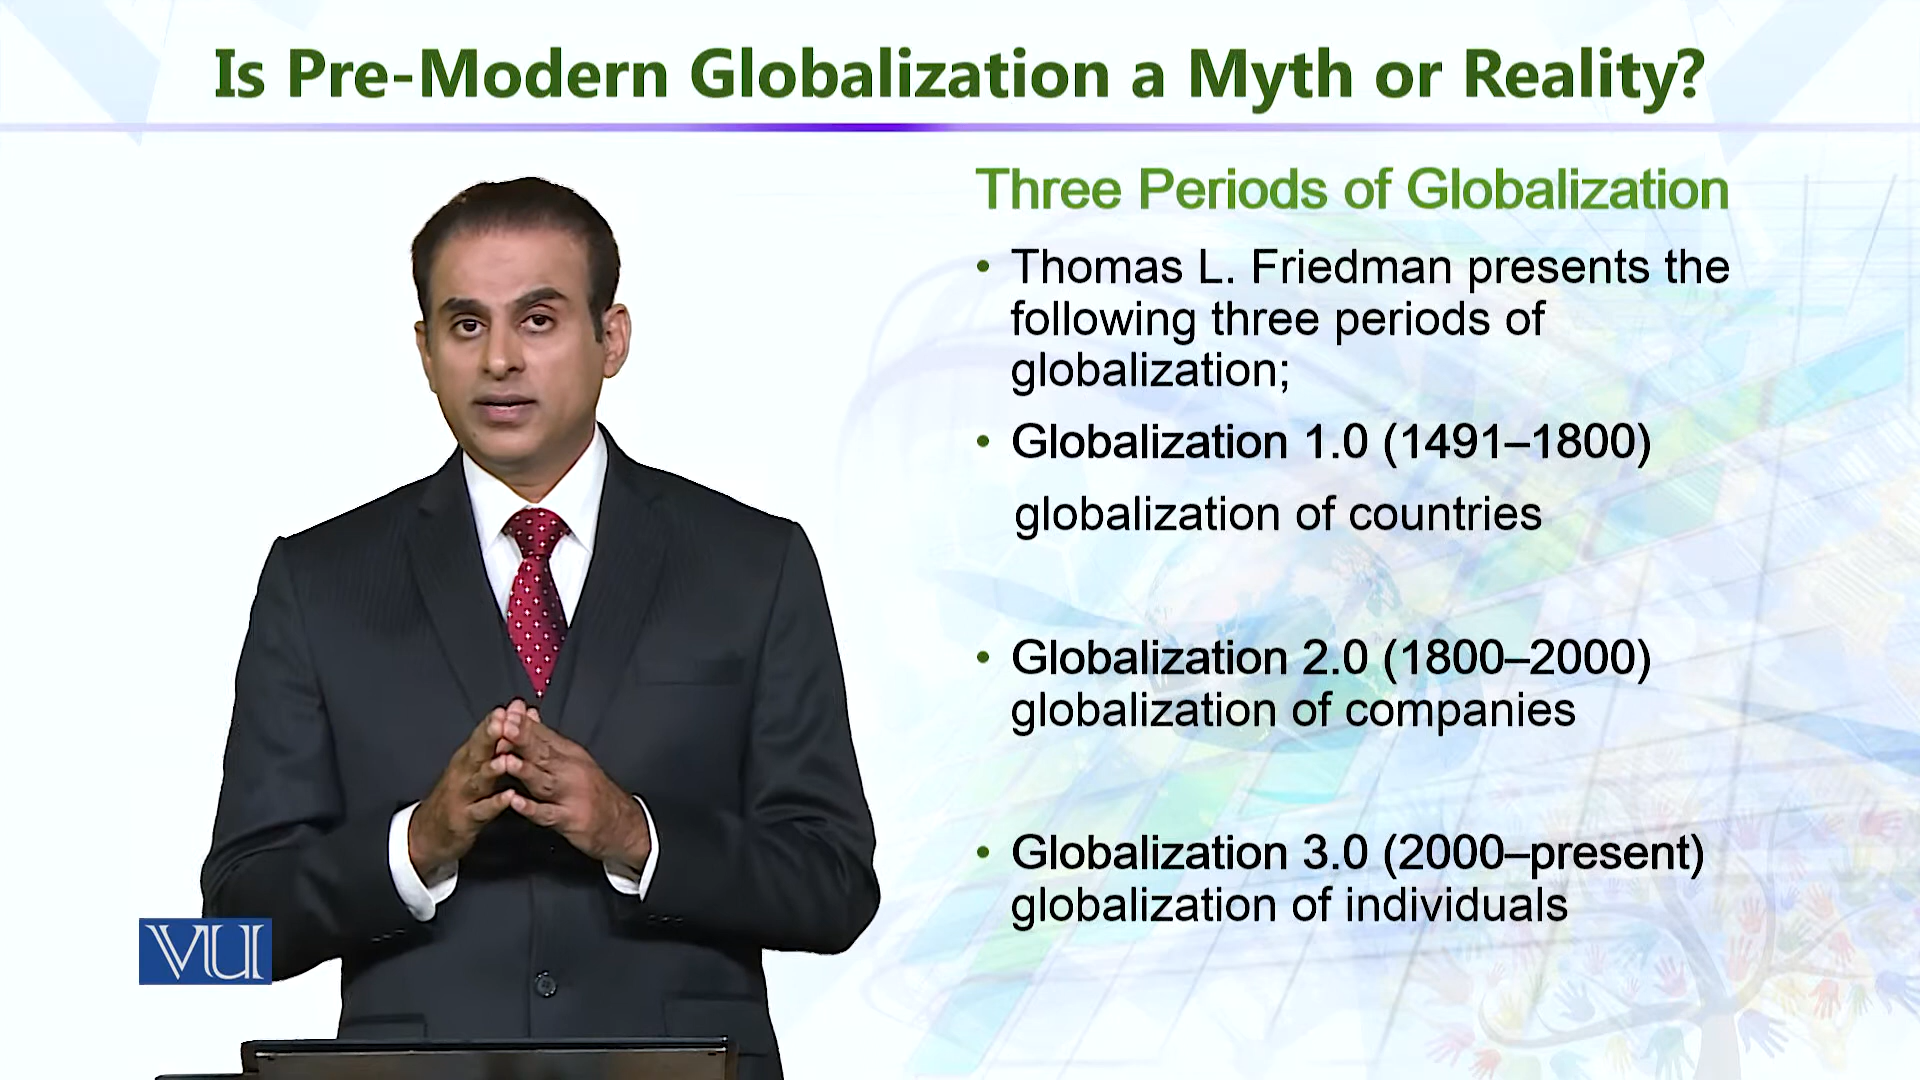 Is Pre-Modern Globalization a Myth or Reality?
Three Periods of Globalization
• Thomas L. Friedman presents the
following three periods of
globalization;
• Globalization 1.0 (1491–1800)
globalization of countries
• Globalization 2.0 (1800–2000)
globalization of companies
• Globalization 3.0 (2000–present)
globalization of individuals
VU